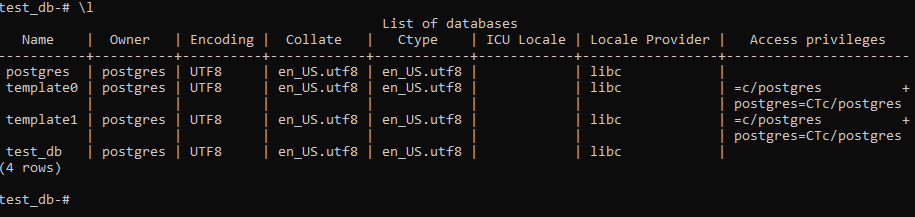 test_db-# \l
                                                List of databases
   Name    |  Owner   | Encoding |  Collate   |   Ctype    | ICU Locale | Locale Provider |   Access privileges
-----------+----------+----------+------------+------------+------------+-----------------+-----------------------
 postgres  | postgres | UTF8     | en_US.utf8 | en_US.utf8 |            | libc            |
 template0 | postgres | UTF8     | en_US.utf8 | en_US.utf8 |            | libc            | =c/postgres          +
           |          |          |            |            |            |                 | postgres=CTc/postgres
 template1 | postgres | UTF8     | en_US.utf8 | en_US.utf8 |            | libc            | =c/postgres          +
           |          |          |            |            |            |                 | postgres=CTc/postgres
 test_db   | postgres | UTF8     | en_US.utf8 | en_US.utf8 |            | libc            |
(4 rows)

test_db-#